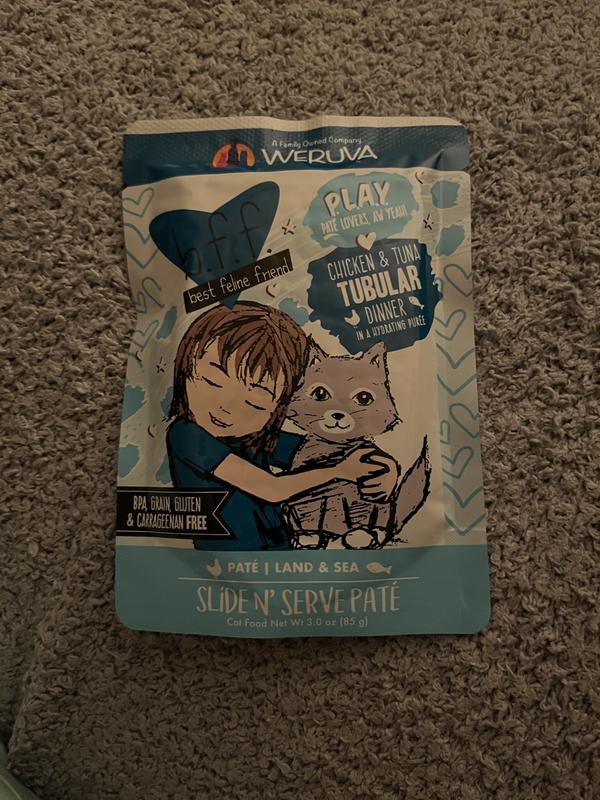 A Family Owned Company
WERUVA
b.f.f.
best feline friend
PLAY
PATÉ LOVERS, AW YEAH!
CHICKEN & TUNA
TUBULAR
DINNER
IN A HYDRATING PURÉE
BPA, GRAIN, GLUTEN
& CARRAGEENAN FREE
PATÉ | LAND & SEA
SLiDE N' SERVE PATÉ
Cat Food Net Wt 3.0 oz (85 g)